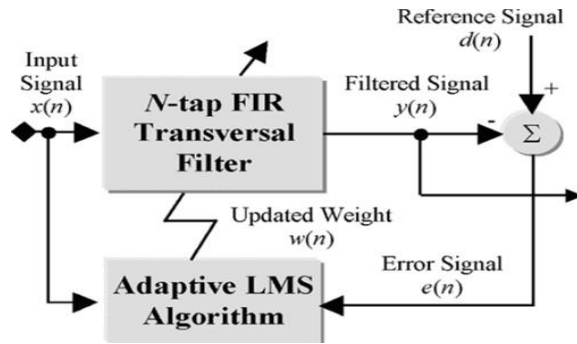 Input
Signal
x(n)
N-tap FIR
Transversal
Filter
Filtered Signal
y(n)
Reference Signal
d(n)
+
-
Σ
Updated Weight
w(n)
Adaptive LMS
Algorithm
Error Signal
e(n)